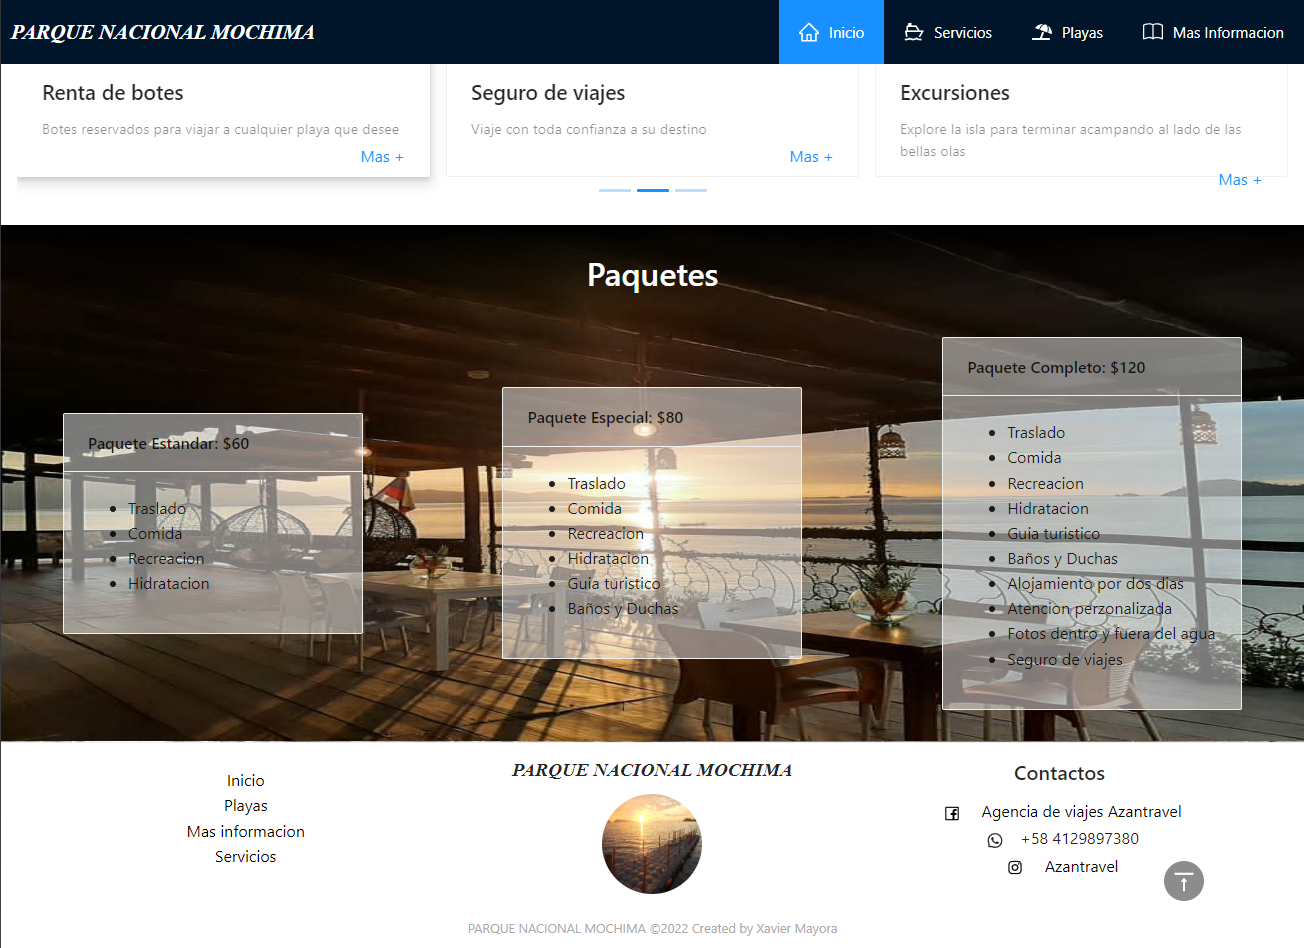 PARQUE NACIONAL MOCHIMA
Inicio
Servicios
Playas
Mas Informacion
Renta de botes
Botes reservados para viajar a cualquier playa que desee
Mas +
Seguro de viajes
Viaje con toda confianza a su destino
Mas +
Excursiones
Explore la isla para terminar acampando al lado de las
bellas olas
Mas +
Paquetes
Paquete Estandar: $60
Traslado
Comida
Recreacion
Hidratacion
Paquete Especial: $80
Traslado
Comida
Recreacion
Hidratacion
Guia turistico
Baños y Duchas
Paquete Completo: $120
Traslado
Comida
Recreacion
Hidratacion
Guia turistico
Baños y Duchas
Alojamiento por dos dias
Atencion perzonalizada
Fotos dentro y fuera del agua
Seguro de viajes
Inicio
Playas
Mas informacion
Servicios
PARQUE NACIONAL MOCHIMA
Contactos
Agencia de viajes Azantravel
+58 4129897380
Azantravel
PARQUE NACIONAL MOCHIMA ©2022 Created by Xavier Mayora